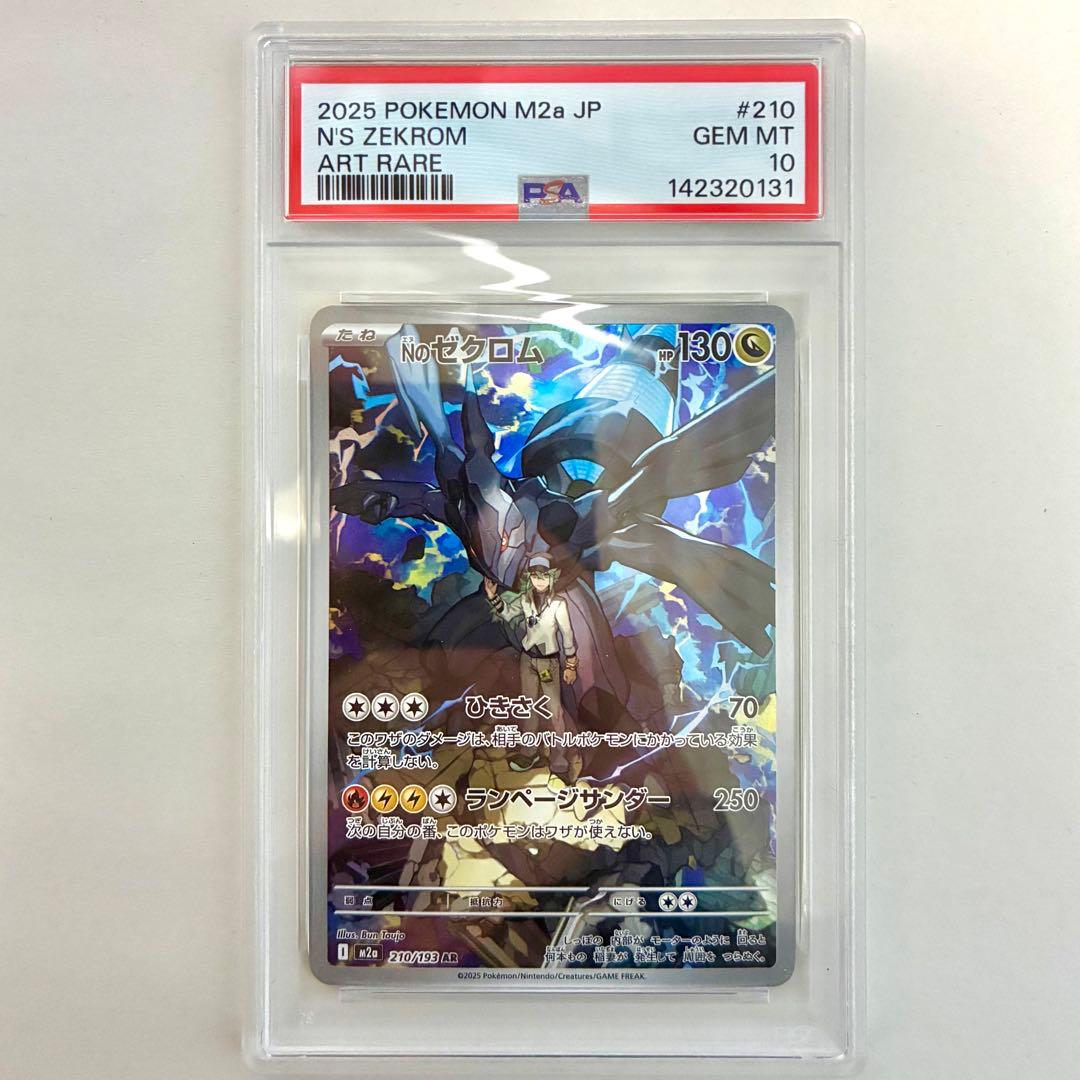 2025 POKEMON M2a JP #210
N'S ZEKROM GEM MT
ART RARE 10
PSA 142320131
たね Nのゼクロム HP 130
エヌ
ひきさく 70
このワザのダメージは、相手のバトルポケモンにかかっている効果
を計算しない。
ランページサンダー 250
次の自分の番、このポケモンはワザが使えない。
弱点 抵抗力 にげる
Illus. Bun Toujo
しっぽの 内部が モーターのように 回ると
I m2a 210/193 AR 何本もの 稲妻が 発生して 周囲を つらぬく。
©2025 Pokémon/Nintendo/Creatures/GAME FREAK.